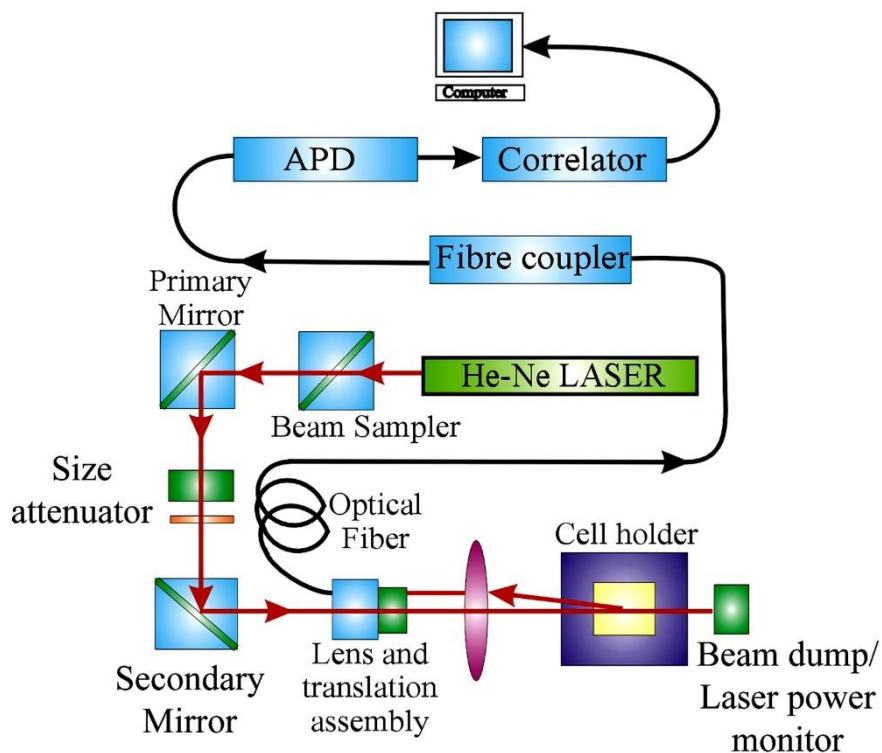 Computer
APD
Correlator
Fibre coupler
Primary
Mirror
He-Ne LASER
Beam Sampler
Size
attenuator
Optical
Fiber
Cell holder
Lens and
translation
assembly
Secondary
Mirror
Beam dump/
Laser power
monitor